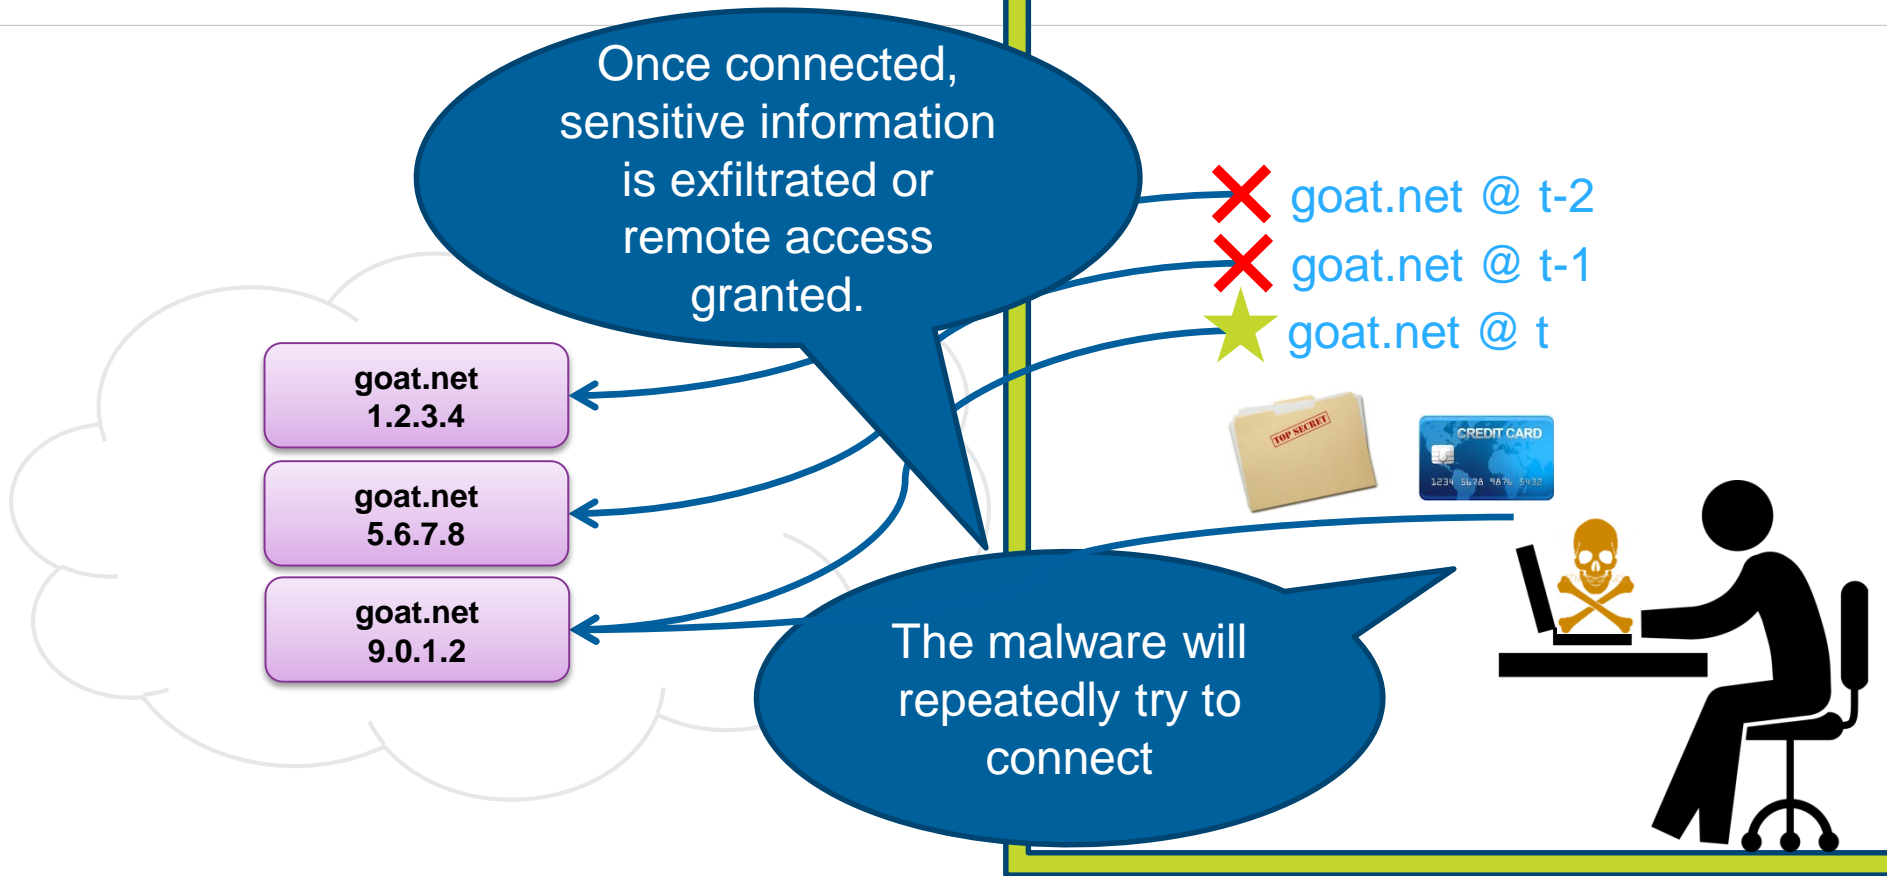 Once connected,
sensitive information
is exfiltrated or
remote access
granted.
goat.net @ t-2
goat.net @ t-1
goat.net @ t
goat.net
1.2.3.4
goat.net
5.6.7.8
goat.net
9.0.1.2
TOP SECRET
CREDIT CARD
1234 5678 9876 5432
The malware will
repeatedly try to
connect